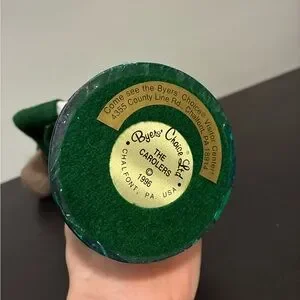 Come see the Byers' Choice Visitor Center!
4355 County Line Rd., Chalfont, PA 18914
Byers' Choice Ltd.
THE
CAROLERS
©
1996
CHALFONT, PA. USA